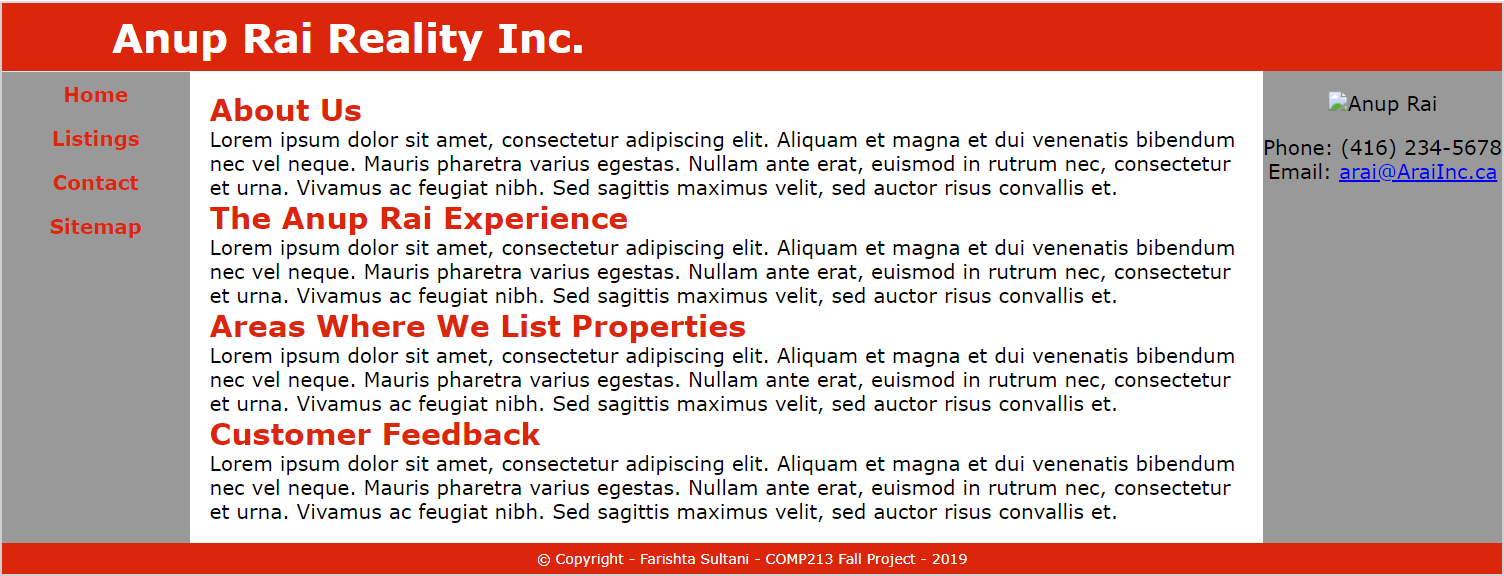 Anup Rai Reality Inc.
Home
Listings
Contact
Sitemap
About Us
Lorem ipsum dolor sit amet, consectetur adipiscing elit. Aliquam et magna et dui venenatis bibendum
nec vel neque. Mauris pharetra varius egestas. Nullam ante erat, euismod in rutrum nec, consectetur
et urna. Vivamus ac feugiat nibh. Sed sagittis maximus velit, sed auctor risus convallis et.
The Anup Rai Experience
Lorem ipsum dolor sit amet, consectetur adipiscing elit. Aliquam et magna et dui venenatis bibendum
nec vel neque. Mauris pharetra varius egestas. Nullam ante erat, euismod in rutrum nec, consectetur
et urna. Vivamus ac feugiat nibh. Sed sagittis maximus velit, sed auctor risus convallis et.
Areas Where We List Properties
Lorem ipsum dolor sit amet, consectetur adipiscing elit. Aliquam et magna et dui venenatis bibendum
nec vel neque. Mauris pharetra varius egestas. Nullam ante erat, euismod in rutrum nec, consectetur
et urna. Vivamus ac feugiat nibh. Sed sagittis maximus velit, sed auctor risus convallis et.
Customer Feedback
Lorem ipsum dolor sit amet, consectetur adipiscing elit. Aliquam et magna et dui venenatis bibendum
nec vel neque. Mauris pharetra varius egestas. Nullam ante erat, euismod in rutrum nec, consectetur
et urna. Vivamus ac feugiat nibh. Sed sagittis maximus velit, sed auctor risus convallis et.
Anup Rai
Phone: (416) 234-5678
Email: arai@AraiInc.ca
© Copyright - Farishta Sultani - COMP213 Fall Project - 2019